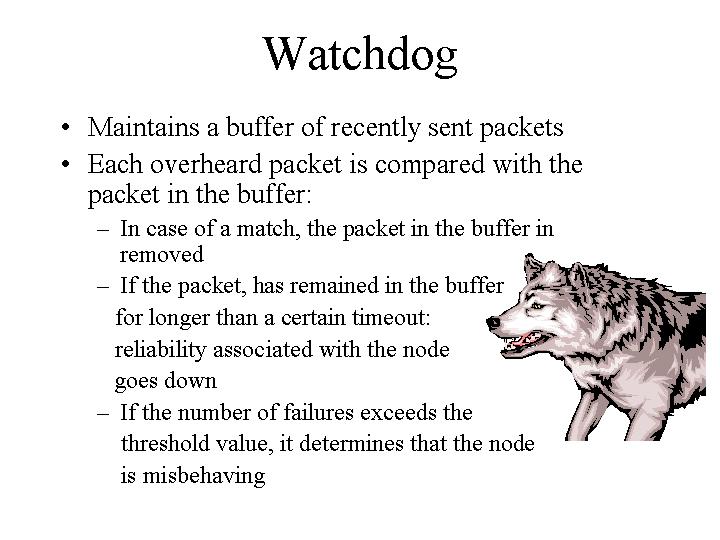 Watchdog
• Maintains a buffer of recently sent packets
• Each overheard packet is compared with the
packet in the buffer:
– In case of a match, the packet in the buffer in
removed
– If the packet, has remained in the buffer
for longer than a certain timeout:
reliability associated with the node
goes down
– If the number of failures exceeds the
threshold value, it determines that the node
is misbehaving